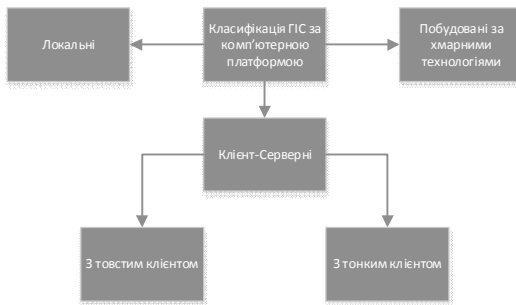 Локальні
Класифікація ГІС за
комп'ютерною
платформою
Побудовані за
хмарними
технологіями
Клієнт-Серверні
З товстим клієнтом
З тонким клієнтом